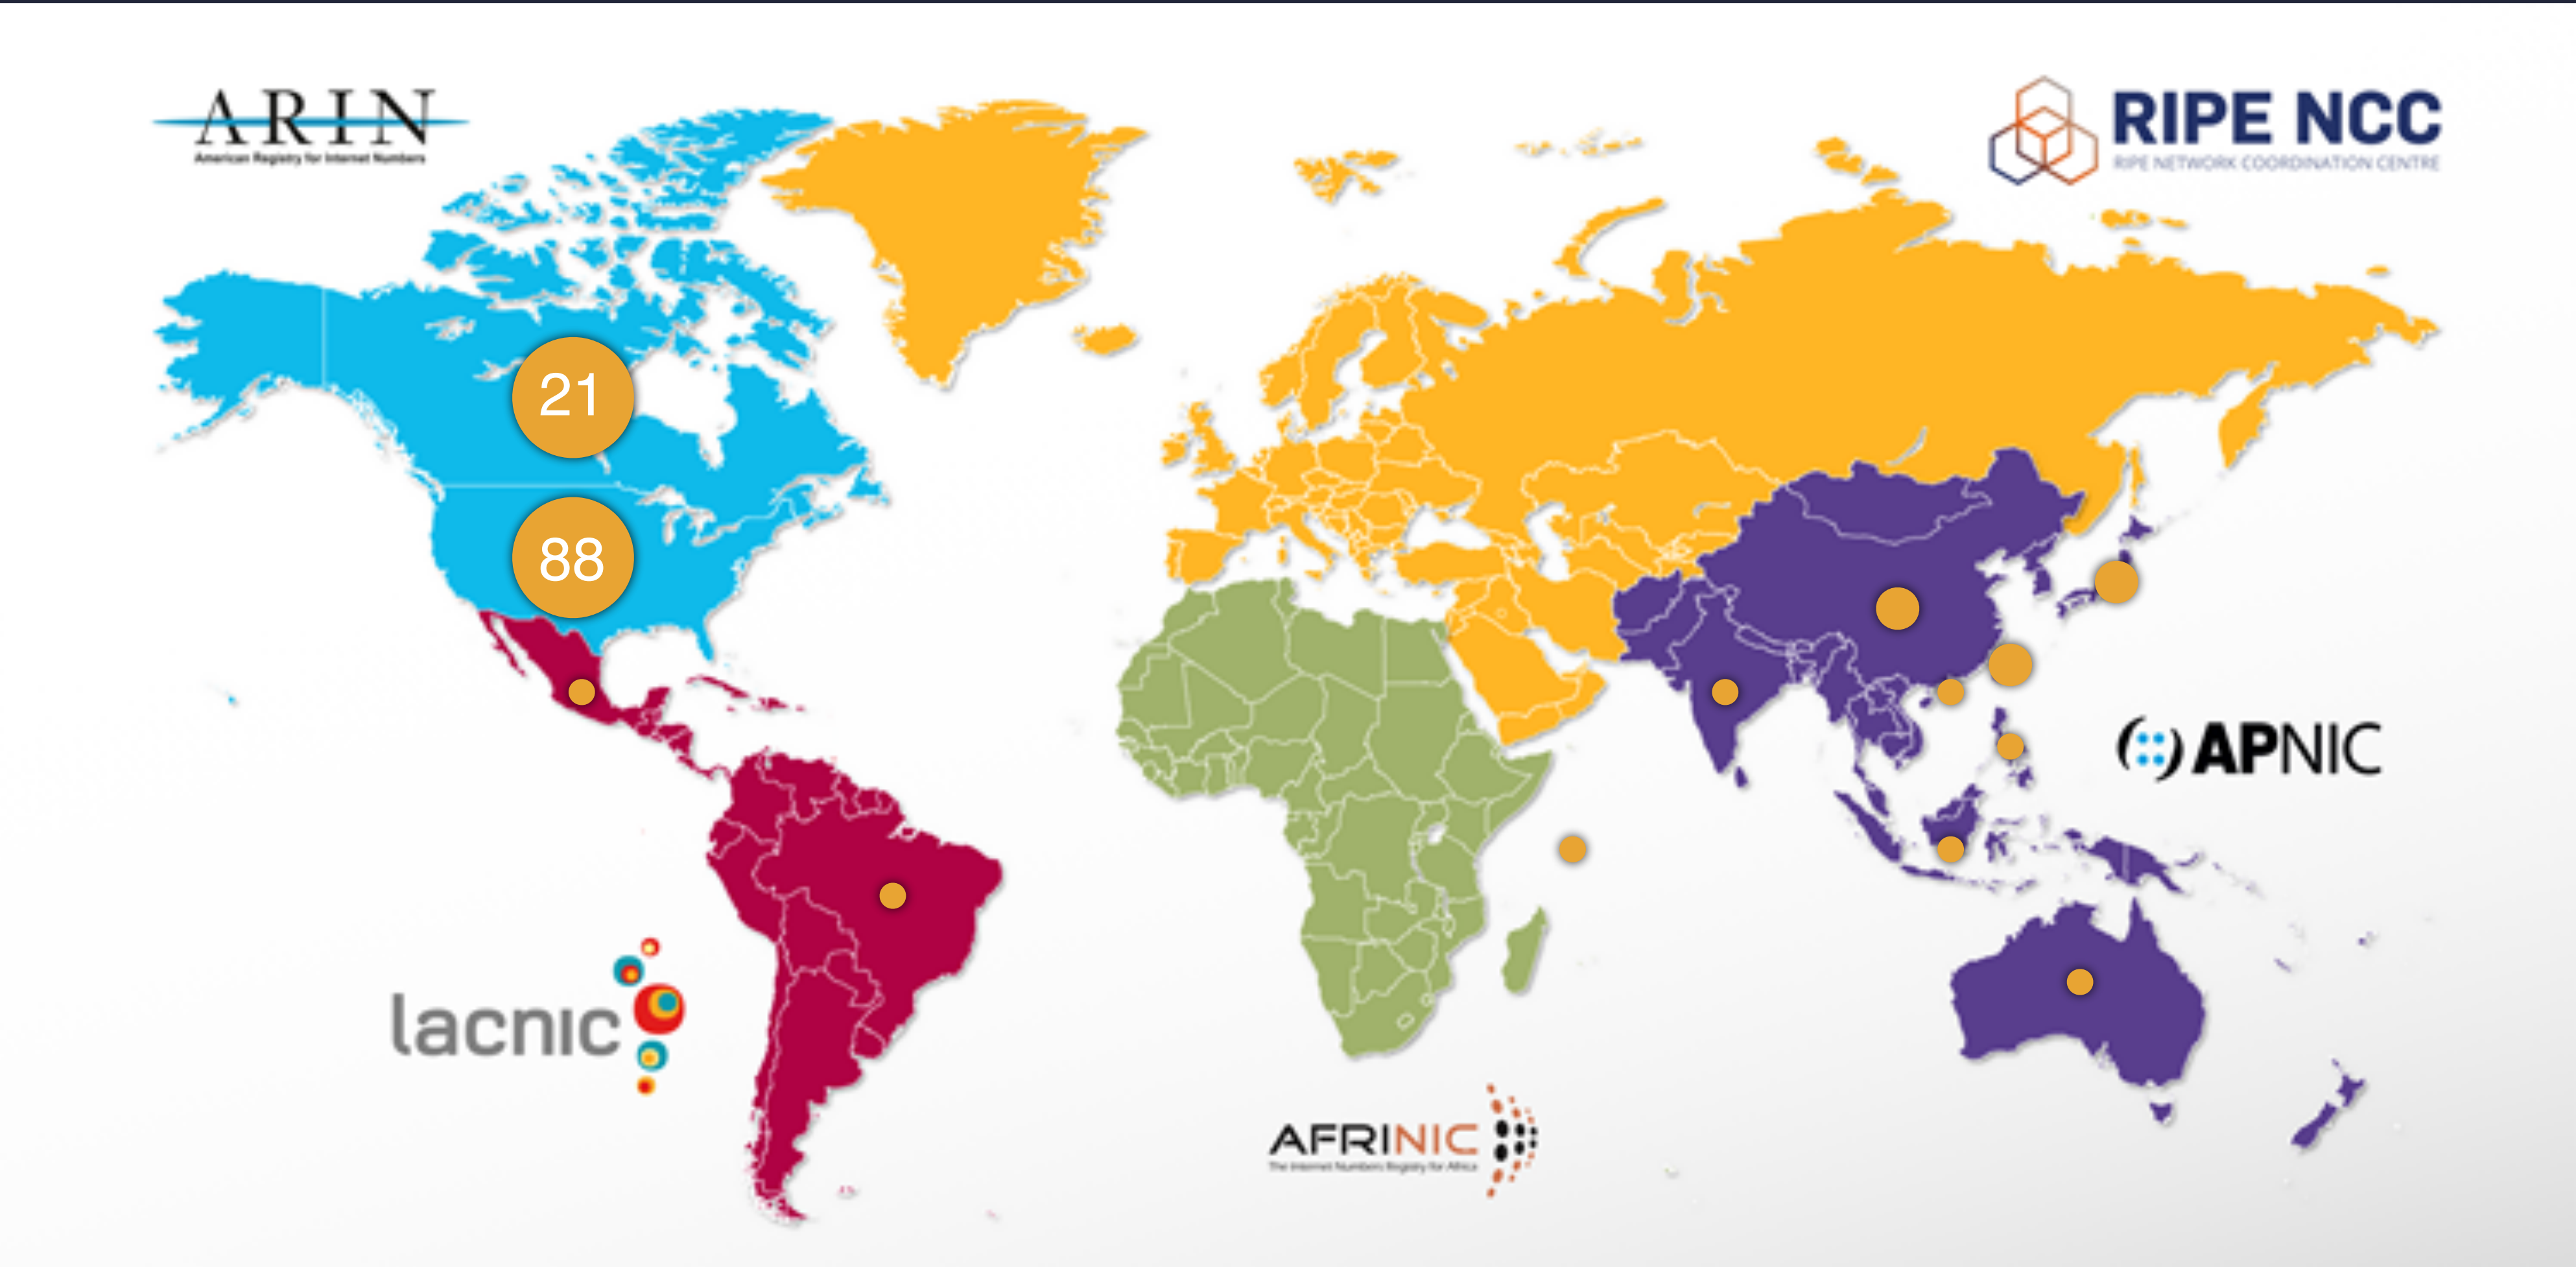 ARIN
American Registry for Internet Numbers
RIPE NCC
RIPE NETWORK COORDINATION CENTRE
21
88
APNIC
lacnic
AFRINIC
The Internet Numbers Registry for Africa